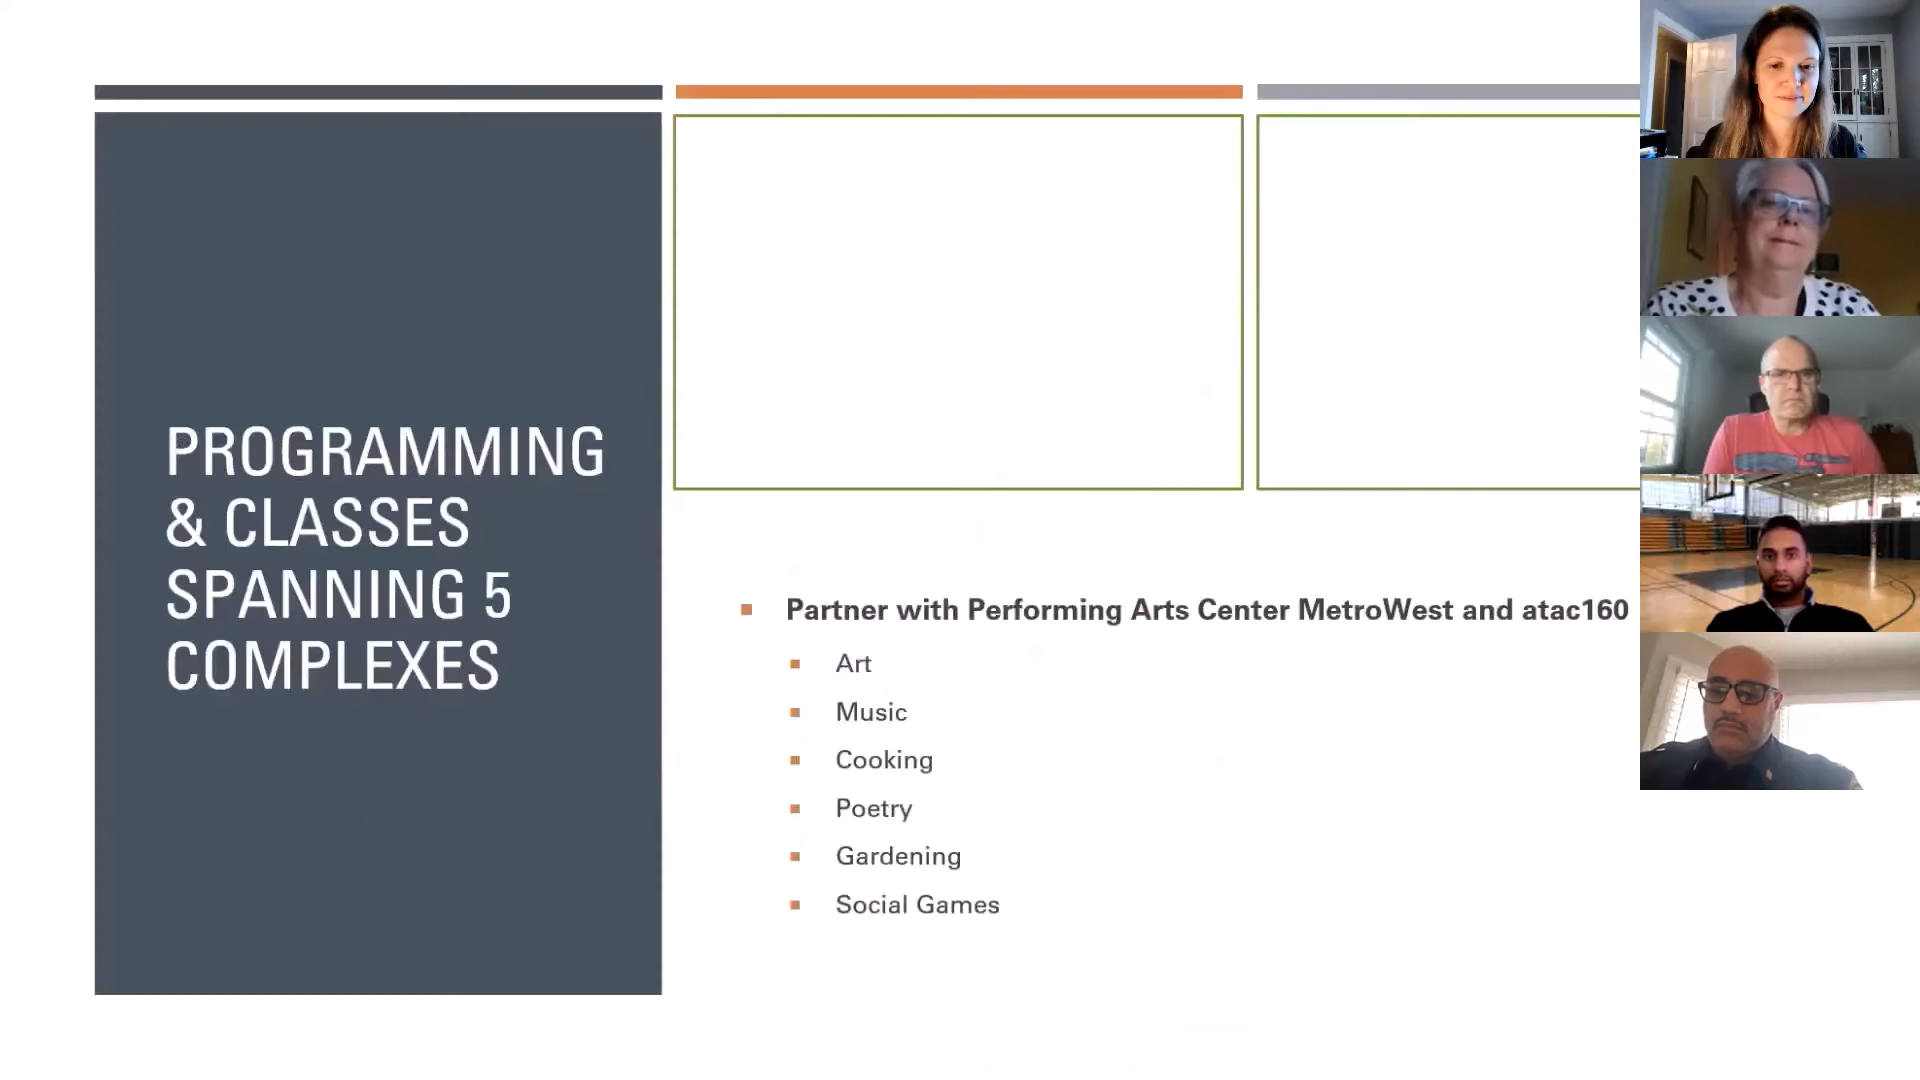 PROGRAMMING
& CLASSES
SPANNING 5
COMPLEXES
Partner with Performing Arts Center MetroWest and atac160
Art
Music
Cooking
Poetry
Gardening
Social Games